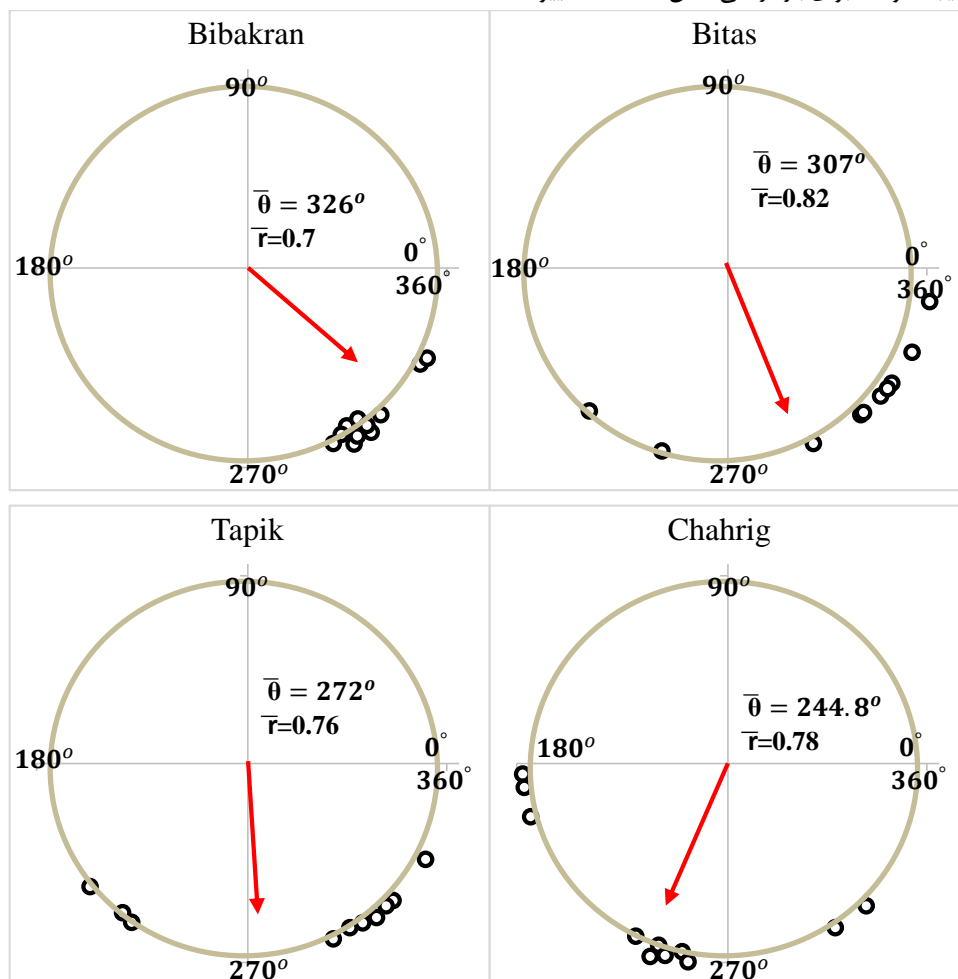 Bibakran
90°
θ̅ = 326°
r̅=0.7
0°
180°
360°
270°
Bitas
90°
θ̅ = 307°
r̅=0.82
0°
180°
360°
270°
Tapik
90°
θ̅ = 272°
r̅=0.76
0°
180°
360°
270°
Chahrig
90°
θ̅ = 244.8°
r̅=0.78
180°
0°
360°
270°